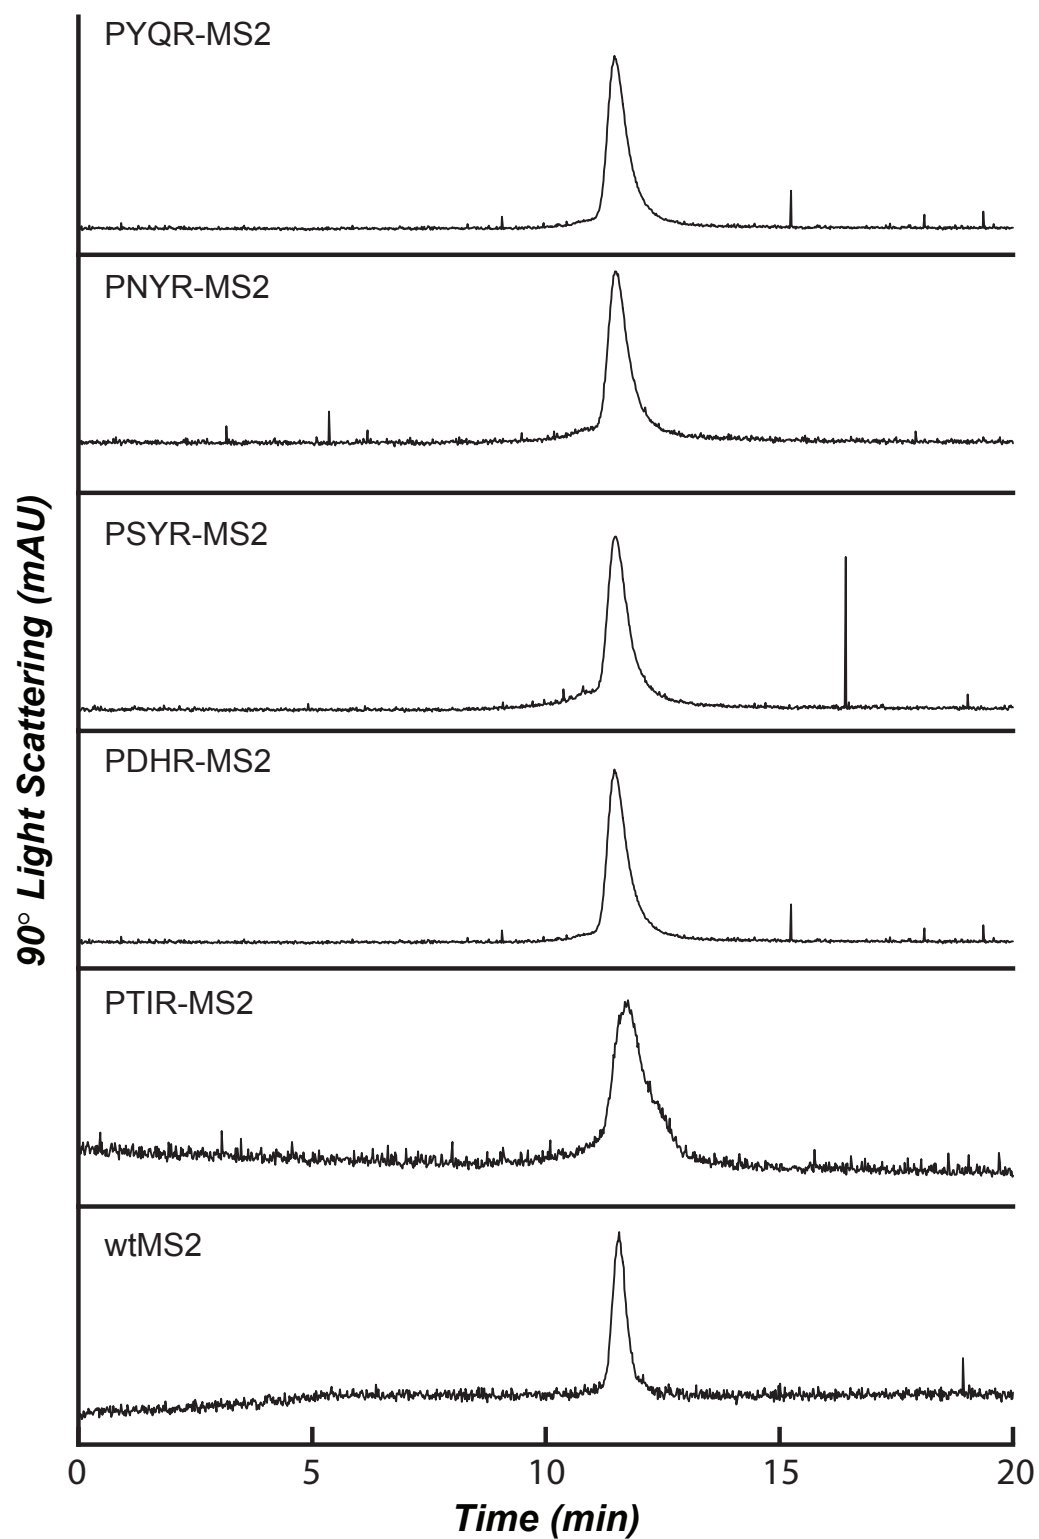 PYQR-MS2
PNYR-MS2
PSYR-MS2
PDHR-MS2
PTIR-MS2
wtMS2
90° Light Scattering (mAU)
0 5 10 15 20
Time (min)